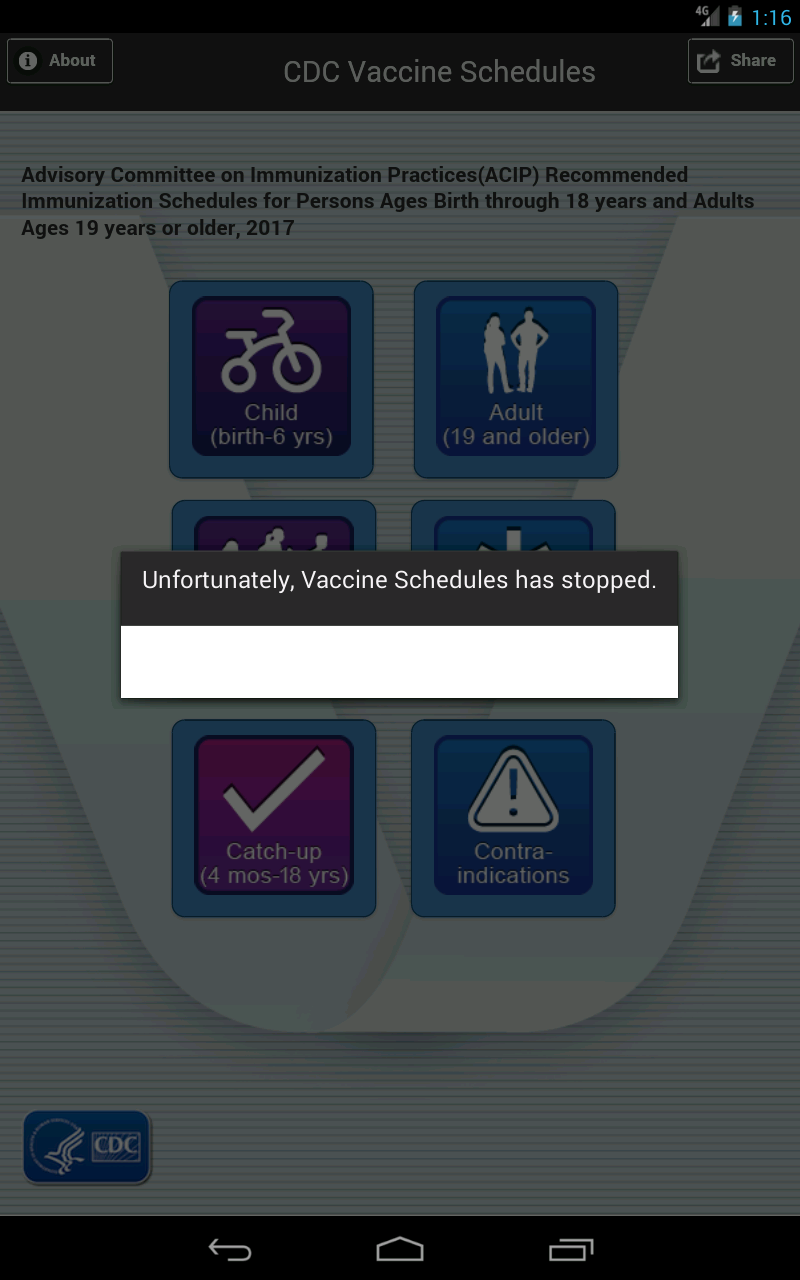 4G 1:16
About
CDC Vaccine Schedules
Share
Advisory Committee on Immunization Practices(ACIP) Recommended
Immunization Schedules for Persons Ages Birth through 18 years and Adults
Ages 19 years or older, 2017
Child
(birth-6 yrs)
Adult
(19 and older)
Unfortunately, Vaccine Schedules has stopped.
Catch-up
(4 mos-18 yrs)
Contra-
indications
CDC